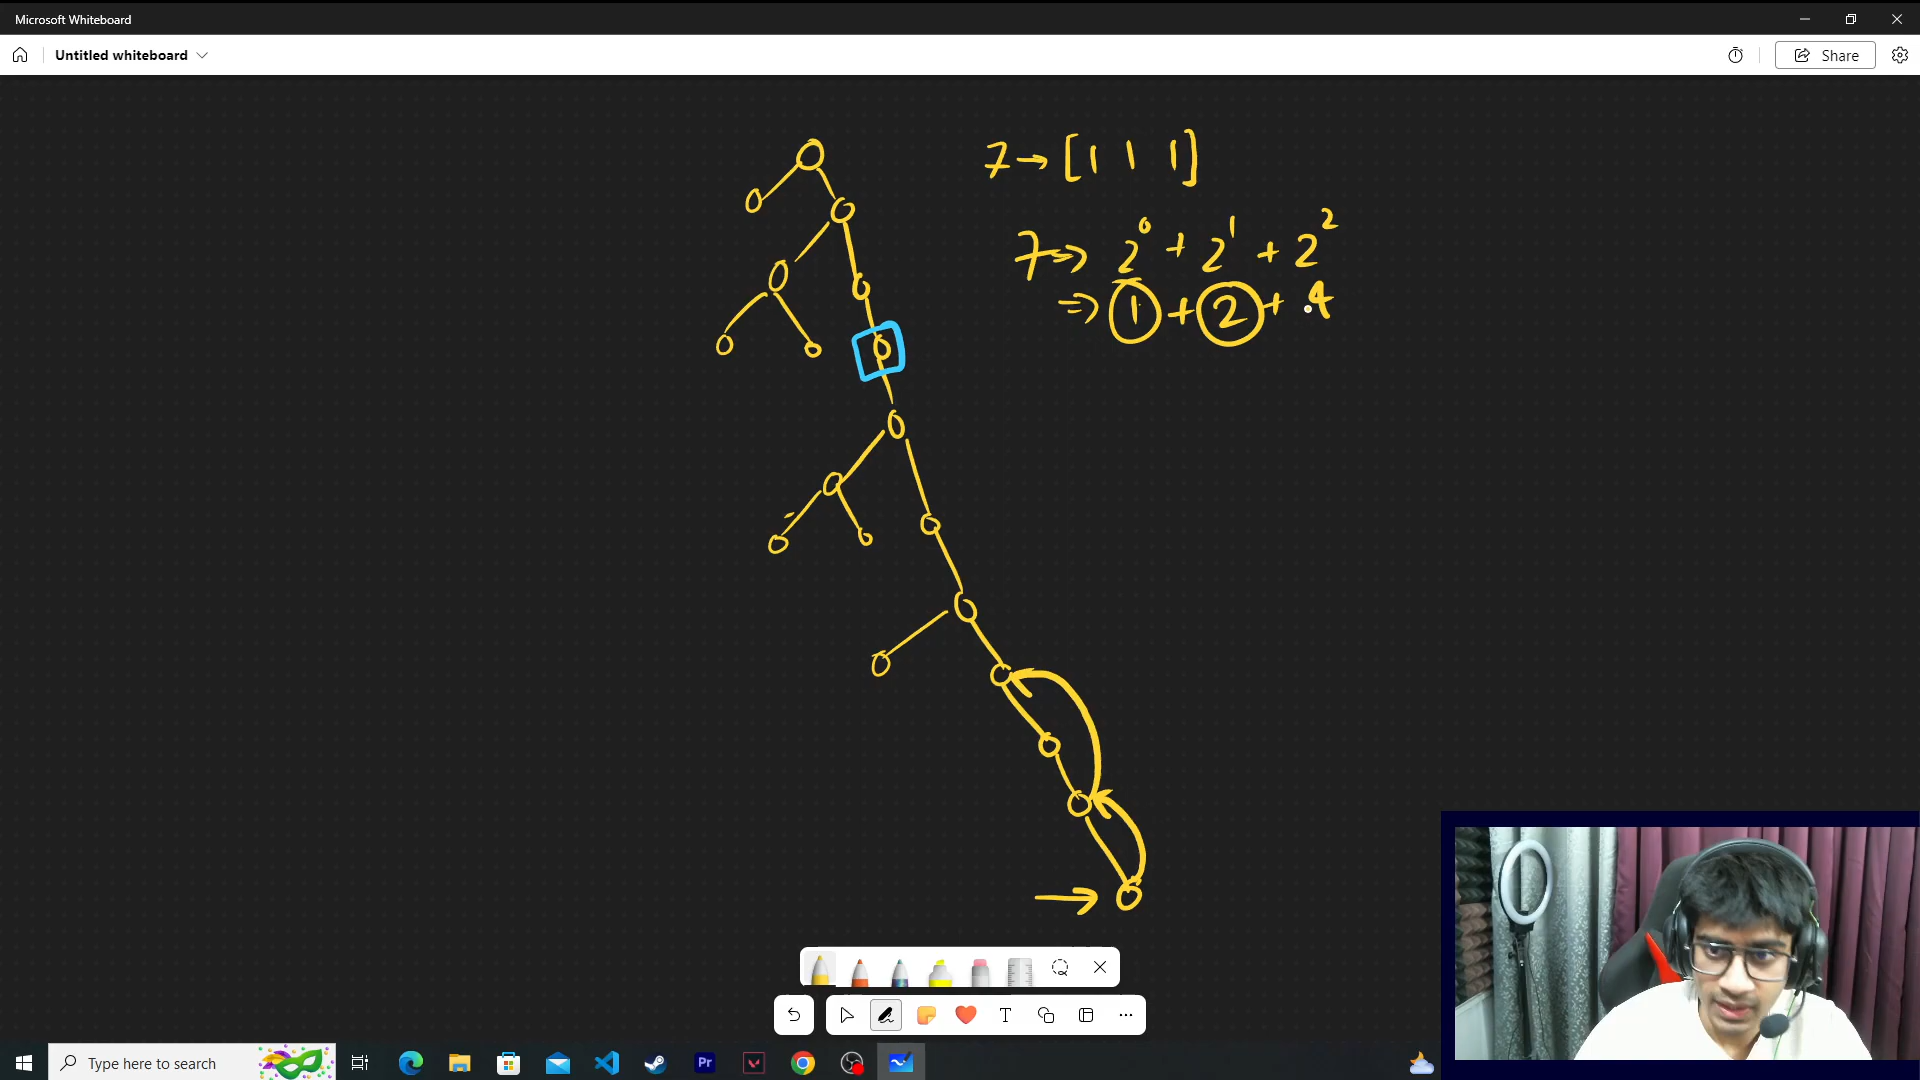 Microsoft Whiteboard
Untitled whiteboard
Share
7 → [1 1 1]
7 => 2⁰ + 2¹ + 2²
=> 1 + 2 + 4
T
Type here to search
Pr